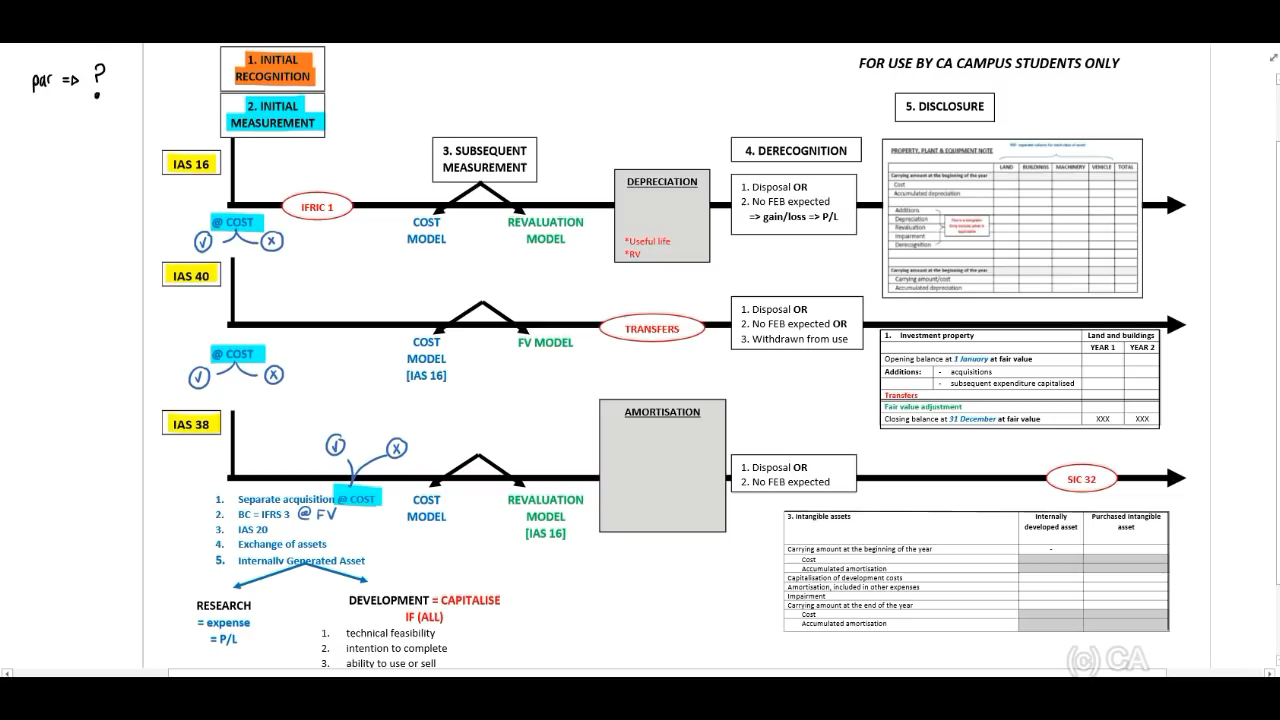 FOR USE BY CA CAMPUS STUDENTS ONLY
par => ?
1. INITIAL
RECOGNITION
2. INITIAL
MEASUREMENT
3. SUBSEQUENT
MEASUREMENT
4. DERECOGNITION
5. DISCLOSURE
IAS 16
IFRIC 1
@ COST
√ X
COST
MODEL
REVALUATION
MODEL
DEPRECIATION
*Useful life
*RV
1. Disposal OR
2. No FEB expected
=> gain/loss => P/L
PROPERTY, PLANT & EQUIPMENT NOTE
LAND BUILDINGS MACHINERY VEHICLE TOTAL
Carrying amount at the beginning of the year
Cost
Accumulated depreciation
Additions
Depreciation
Revaluation
Impairment
Derecognition
Carrying amount at the end of the year
Carrying amount/cost
Accumulated depreciation
IAS 40
@ COST
√ X
COST
MODEL
[IAS 16]
FV MODEL
TRANSFERS
1. Disposal OR
2. No FEB expected OR
3. Withdrawn from use
1. Investment property Land and buildings
YEAR 1 YEAR 2
Opening balance at 1 January at fair value
Additions: - acquisitions
- subsequent expenditure capitalised
Transfers
Fair value adjustment
Closing balance at 31 December at fair value XXX XXX
IAS 38
√ X
1. Separate acquisition @ COST
2. BC = IFRS 3 @ FV
3. IAS 20
4. Exchange of assets
5. Internally Generated Asset
COST
MODEL
REVALUATION
MODEL
[IAS 16]
AMORTISATION
1. Disposal OR
2. No FEB expected
SIC 32
RESEARCH
= expense
= P/L
DEVELOPMENT = CAPITALISE
IF (ALL)
1. technical feasibility
2. intention to complete
3. ability to use or sell
3. Intangible assets Internally developed asset Purchased intangible asset
Carrying amount at the beginning of the year -
Cost
Accumulated amortisation
Capitalisation of development costs
Amortisation, included in other expenses
Impairment
Carrying amount at the end of the year
Cost
Accumulated amortisation
(c) CA